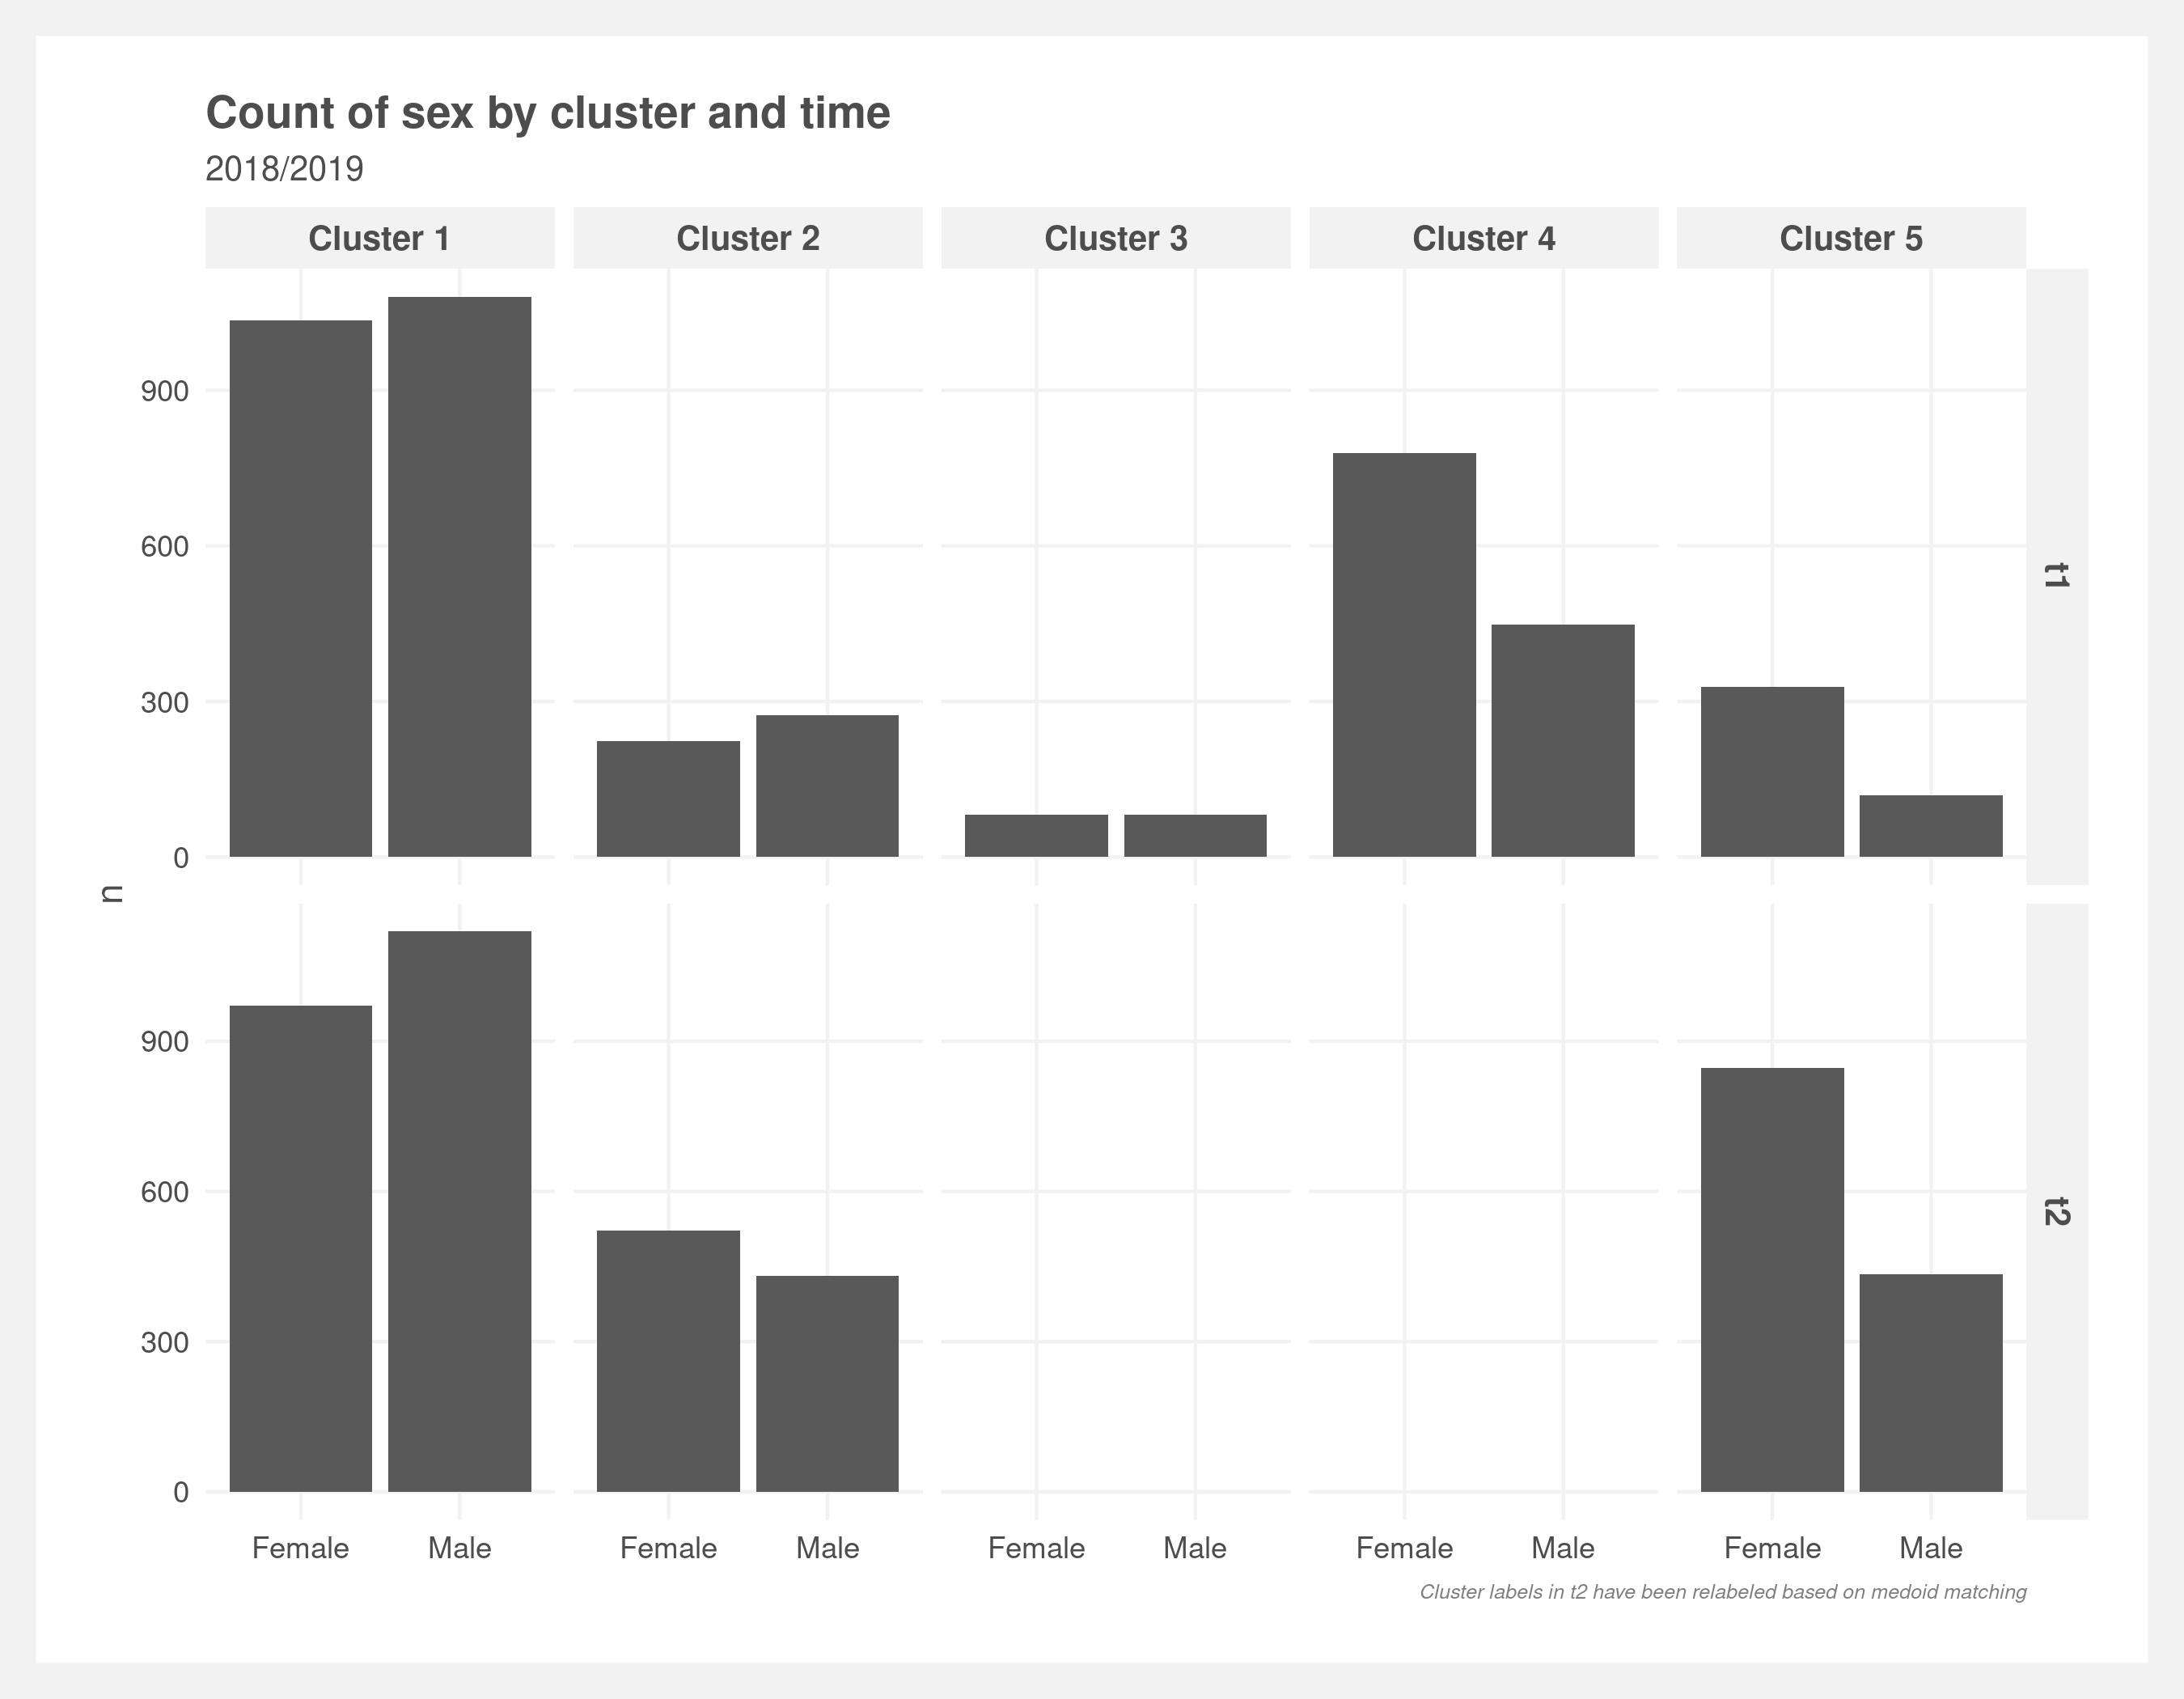 Count of sex by cluster and time
2018/2019
Cluster 1 Cluster 2 Cluster 3 Cluster 4 Cluster 5
900
600
300
0
t1
n
900
600
300
0
t2
Female Male Female Male Female Male Female Male Female Male
Cluster labels in t2 have been relabeled based on medoid matching